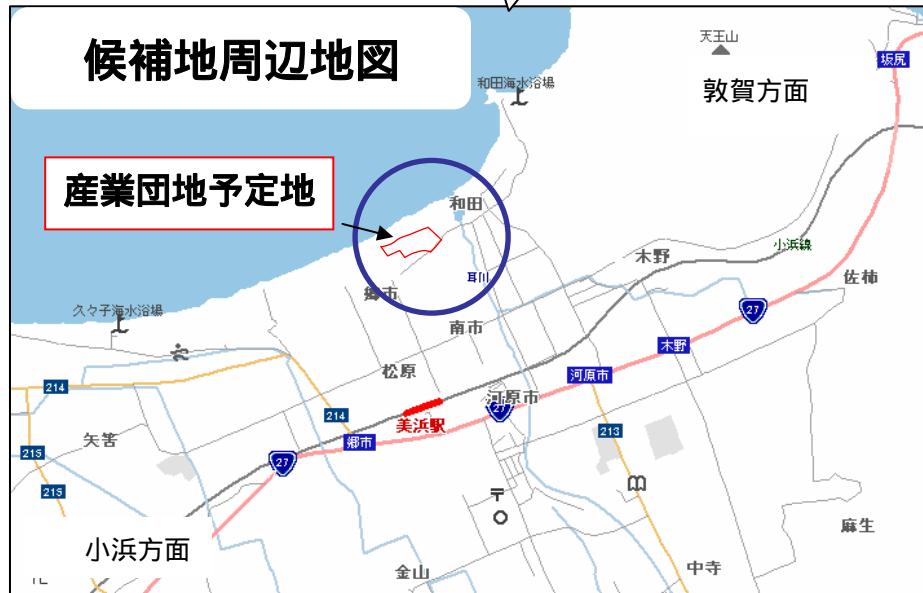 候補地周辺地図
天王山
坂尻
敦賀方面
和田海水浴場
産業団地予定地
和田
小浜線
木野
佐柿
耳川
郷市
久々子海水浴場
27
南市
木野
松原
河原市
214
河原市
27
214
美浜駅
213
矢筈
郷市
215
27
215
〒
麻生
小浜方面
金山
中寺